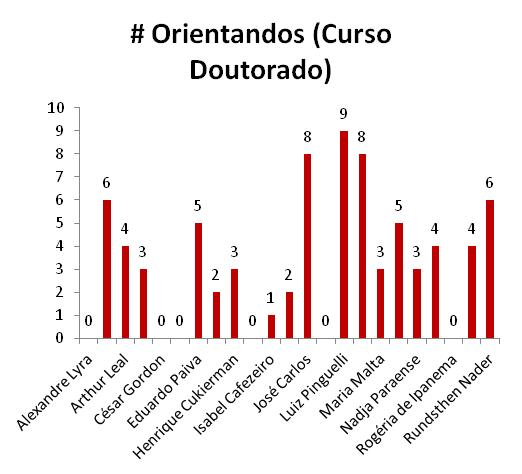 # Orientandos (Curso
Doutorado)
10
9
8
7
6
5
4
3
2
1
0
0
6
4
3
0
0
5
2
3
0
1
2
8
0
9
8
3
5
3
4
0
4
6
Alexandre Lyra
Arthur Leal
César Gordon
Eduardo Paiva
Henrique Cukierman
Isabel Cafezeiro
José Carlos
Luiz Pinguelli
Maria Malta
Nadja Paraense
Rogéria de Ipanema
Rundsthen Nader